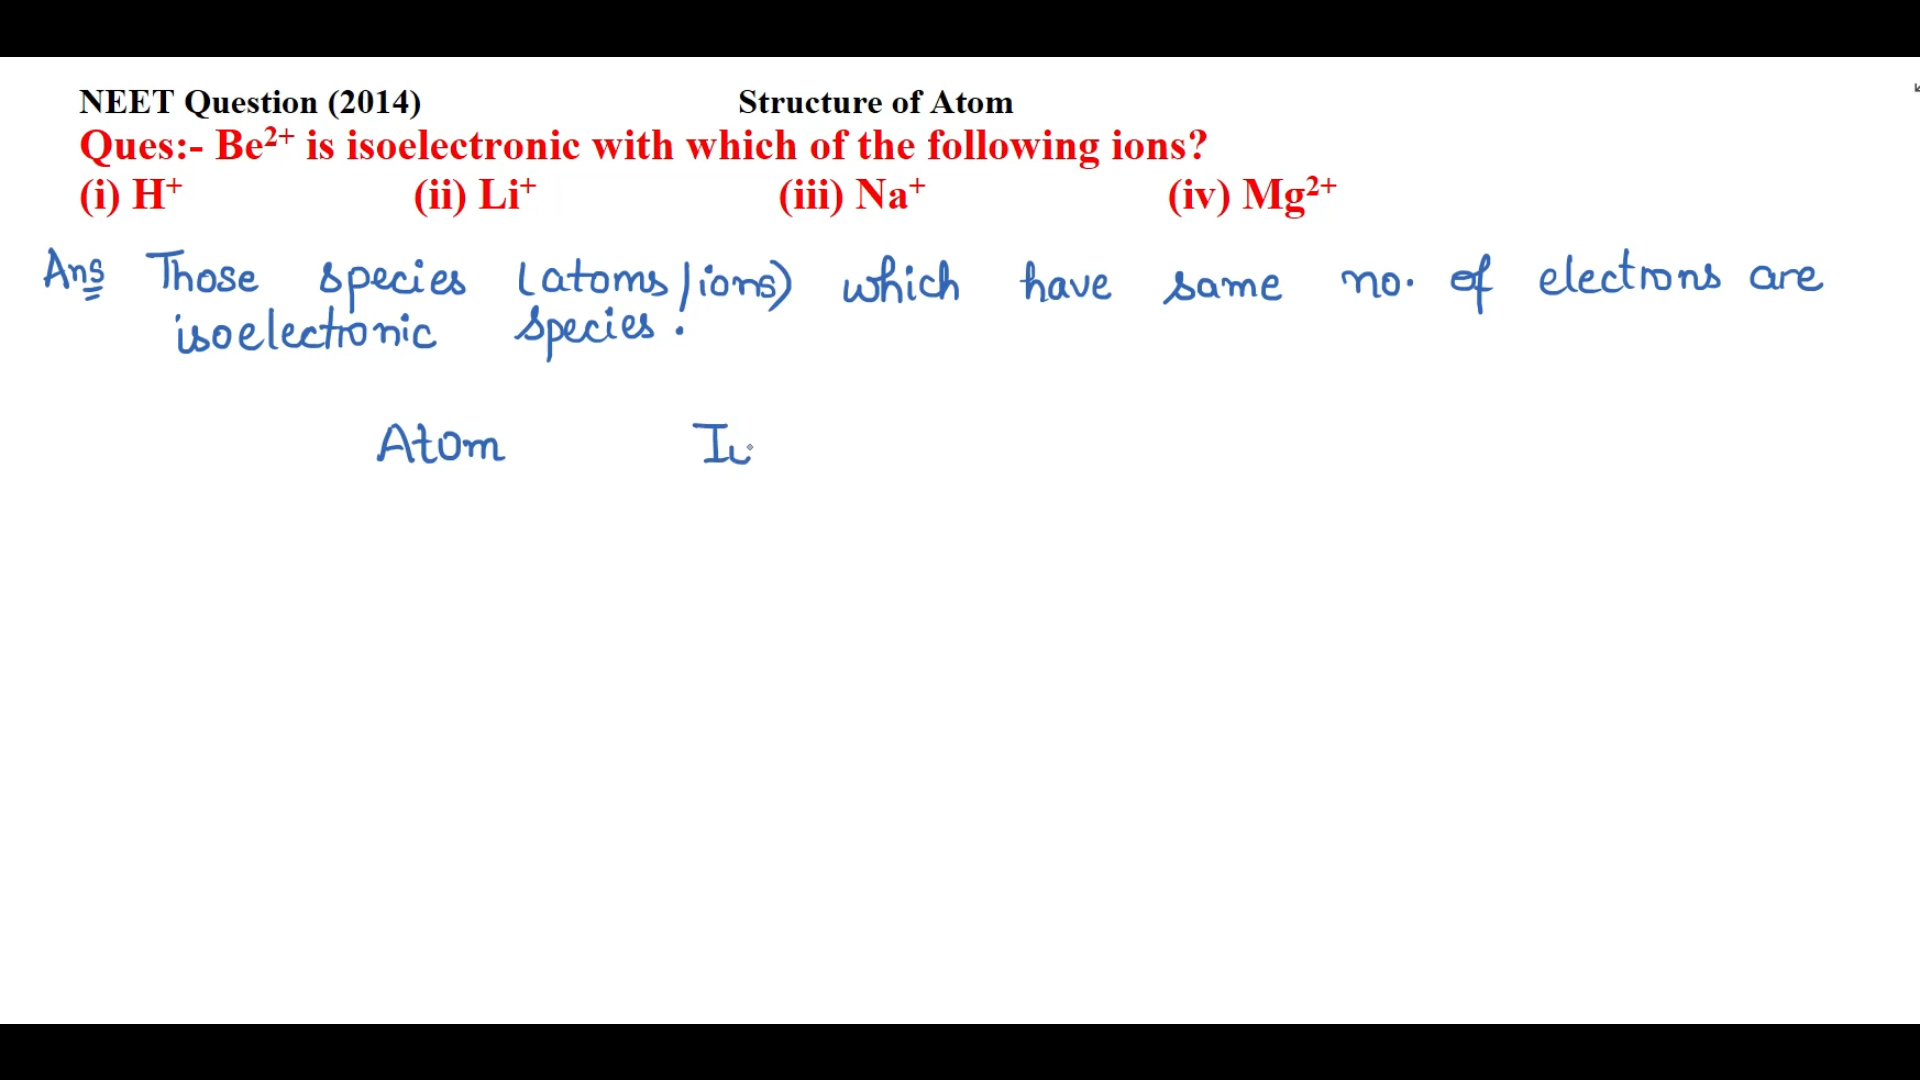 NEET Question (2014) Structure of Atom
Ques:- Be²⁺ is isoelectronic with which of the following ions?
(i) H⁺ (ii) Li⁺ (iii) Na⁺ (iv) Mg²⁺
Ans Those species (atoms/ions) which have same no. of electrons are
isoelectronic species.
Atom